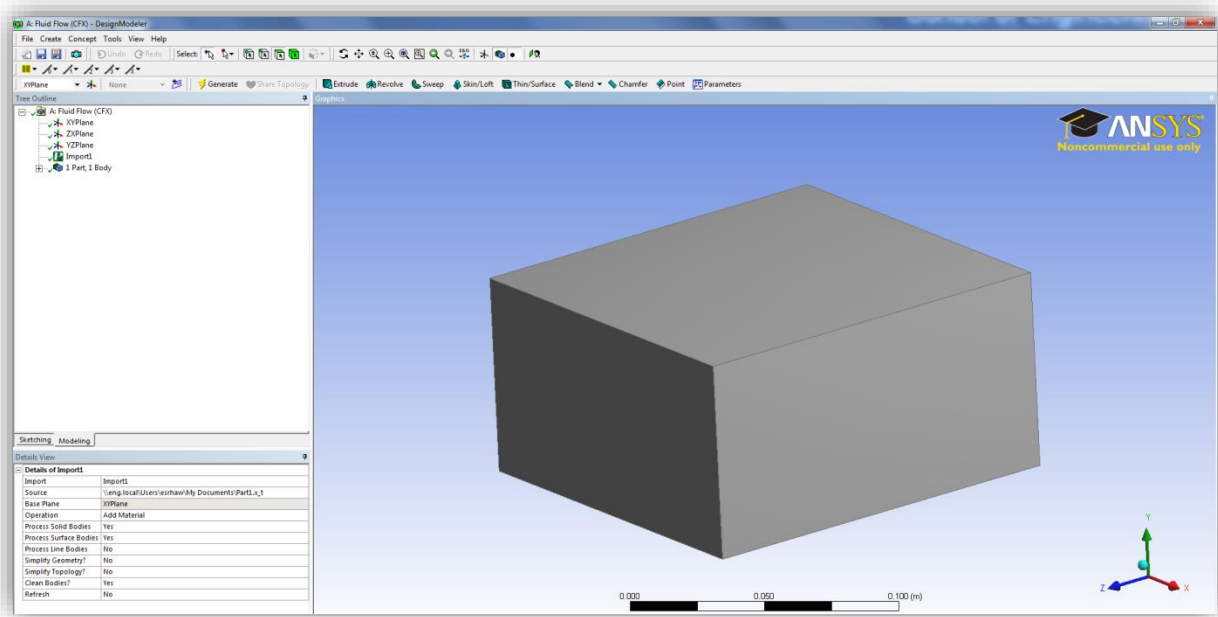 A: Fluid Flow (CFX) - DesignModeler
File Create Concept Tools View Help
Undo Redo Select:
XYPlane None Generate Share Topology Extrude Revolve Sweep Skin/Loft Thin/Surface Blend Chamfer Point Parameters
Tree Outline
Graphics
A: Fluid Flow (CFX)
XYPlane
ZXPlane
YZPlane
Import1
1 Part, 1 Body
Sketching Modeling
Details View
Details of Import1
Import Import1
Source \\eng.local\Users\esrhaw\My Documents\Part1.x_t
Base Plane XYPlane
Operation Add Material
Process Solid Bodies Yes
Process Surface Bodies Yes
Process Line Bodies No
Simplify Geometry? No
Simplify Topology? No
Clean Bodies? Yes
Refresh No
ANSYS
Noncommercial use only
0.000 0.050 0.100 (m)
Y
Z X